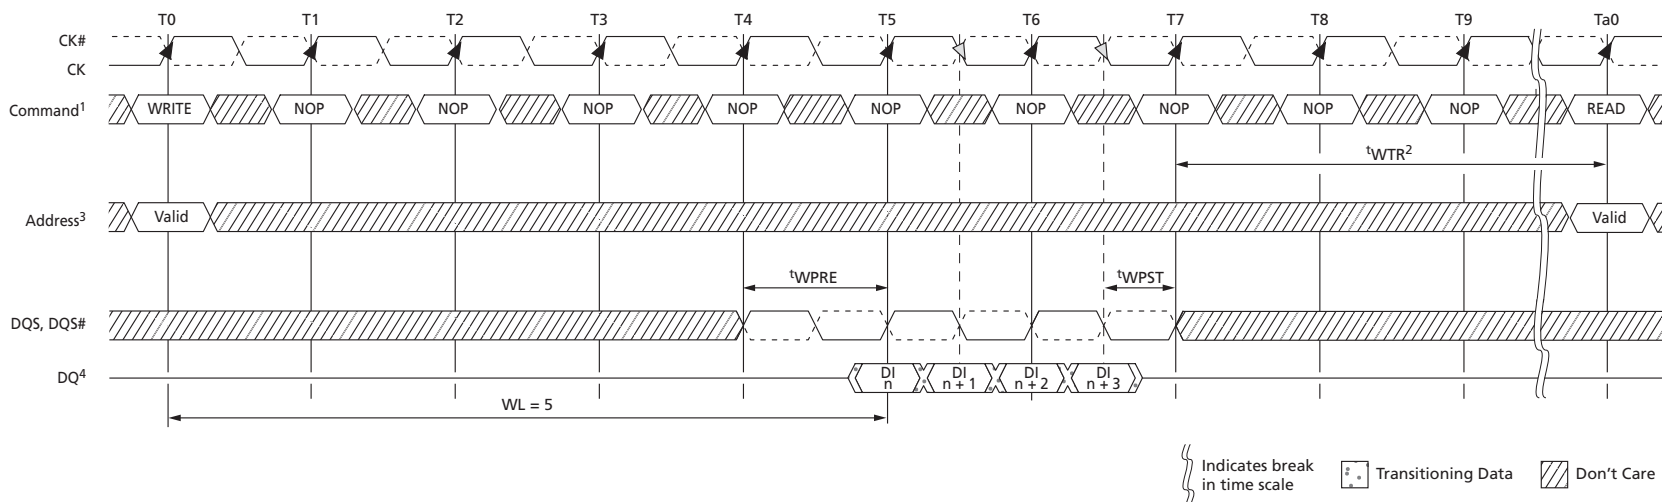 T0 T1 T2 T3 T4 T5 T6 T7 T8 T9 Ta0
CK#
CK
Command1 WRITE NOP NOP NOP NOP NOP NOP NOP NOP NOP READ
tWTR2
Address3 Valid Valid
tWPRE tWPST
DQS, DQS#
DQ4 DI n DI n + 1 DI n + 2 DI n + 3
WL = 5
Indicates break in time scale
Transitioning Data
Don't Care